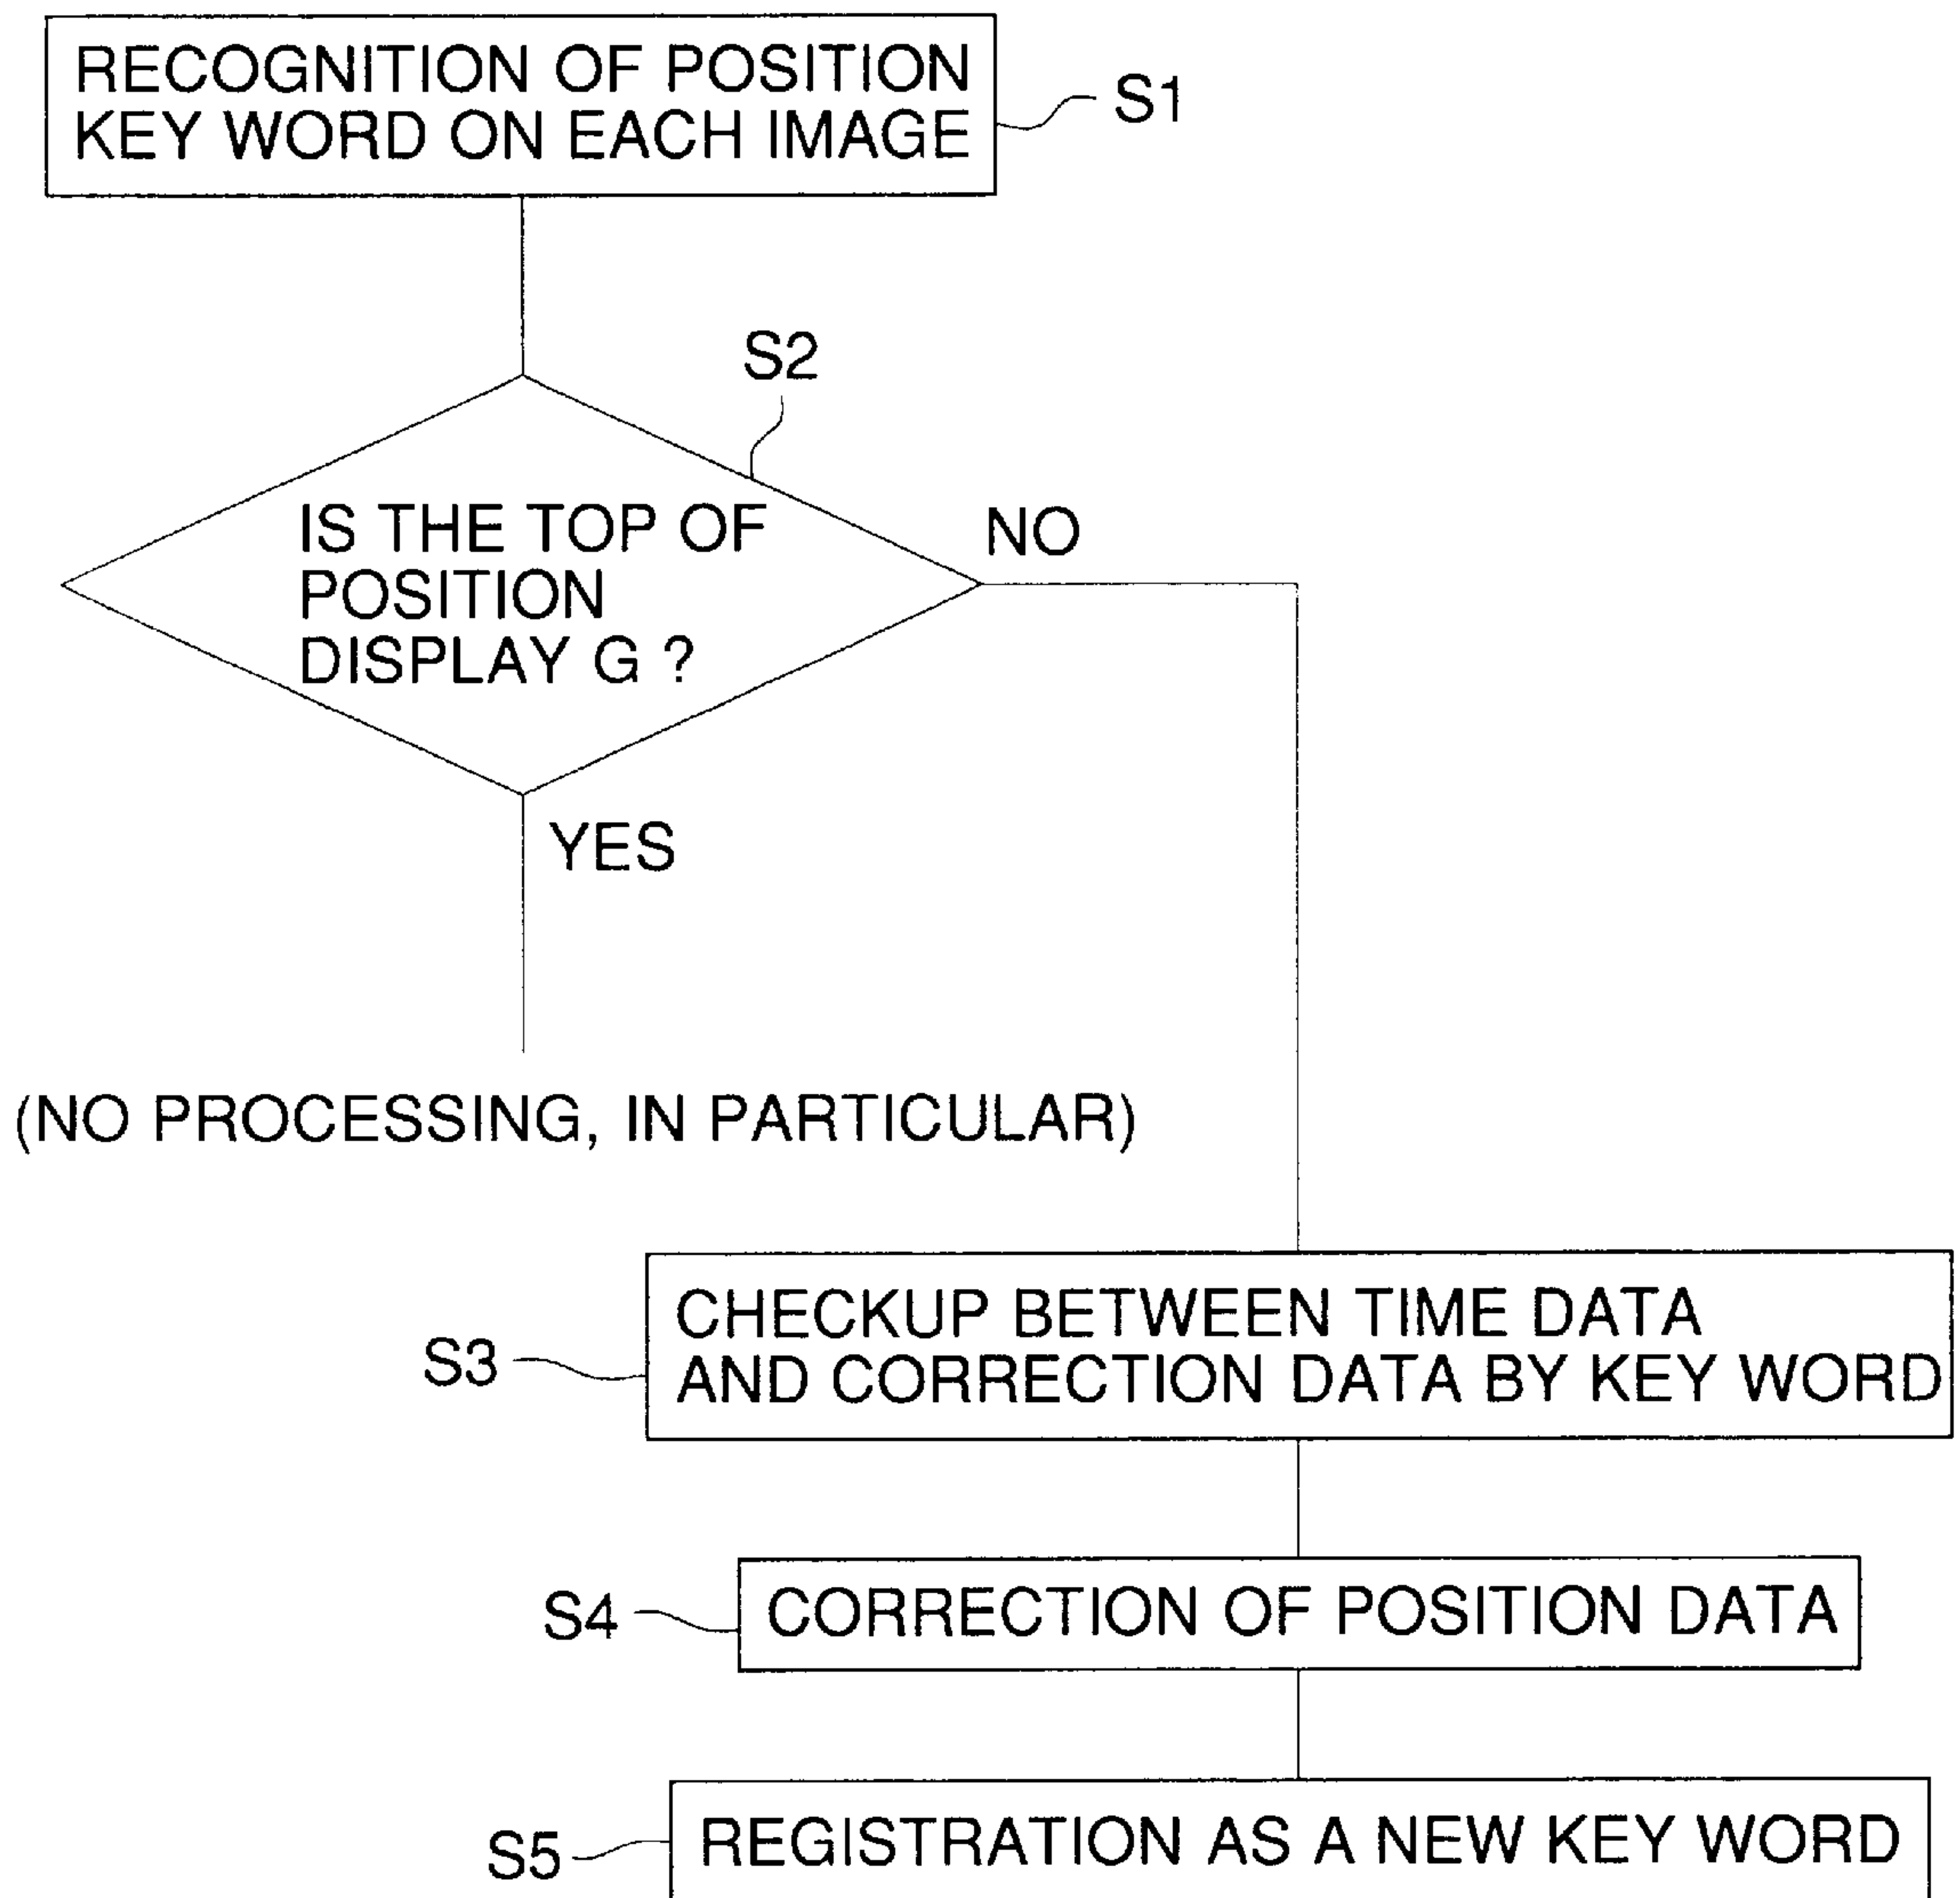 RECOGNITION OF POSITION
KEY WORD ON EACH IMAGE
S1
S2
IS THE TOP OF
POSITION
DISPLAY G ?
NO
YES
(NO PROCESSING, IN PARTICULAR)
CHECKUP BETWEEN TIME DATA
AND CORRECTION DATA BY KEY WORD
S3
S4
CORRECTION OF POSITION DATA
S5
REGISTRATION AS A NEW KEY WORD